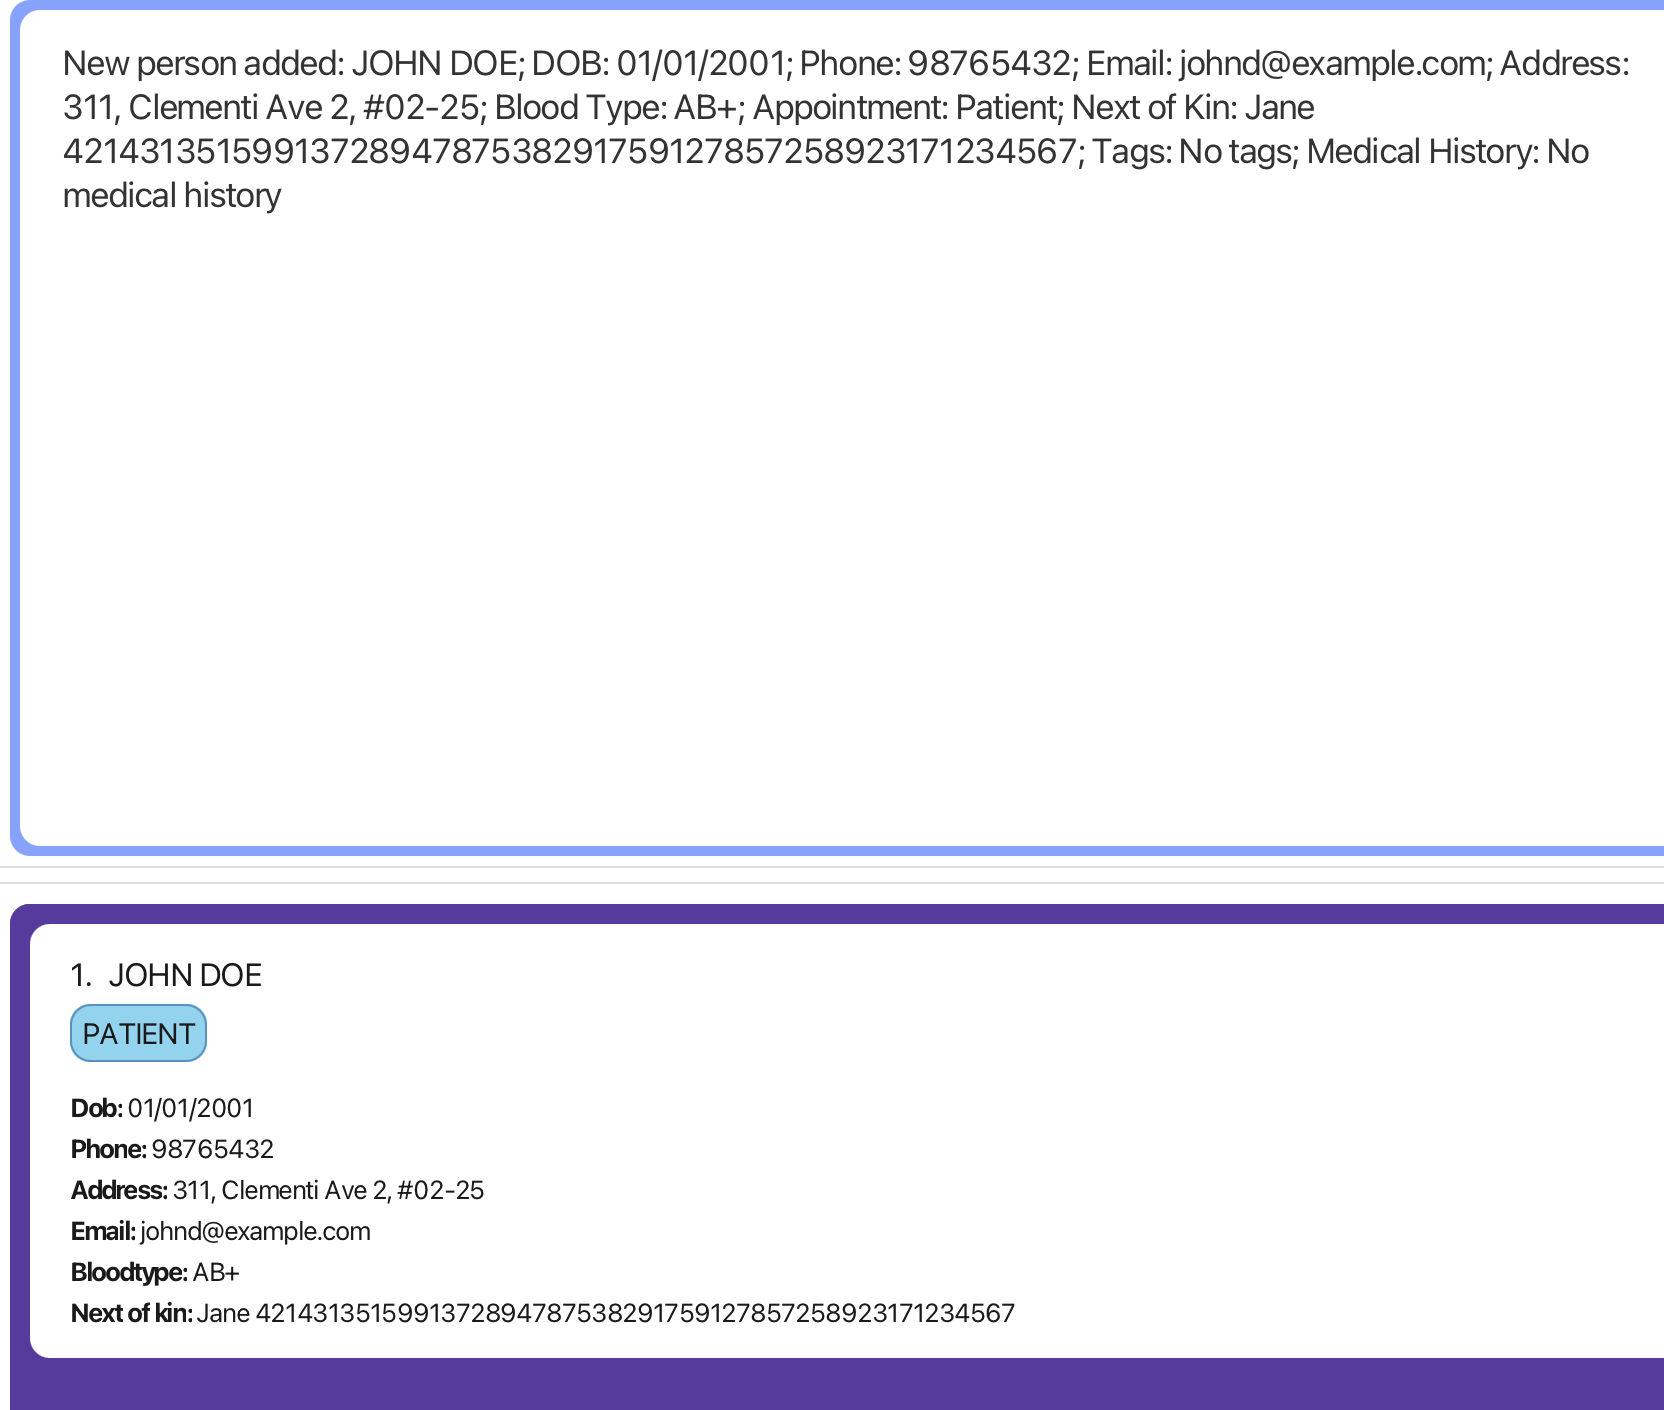 New person added: JOHN DOE; DOB: 01/01/2001; Phone: 98765432; Email: johnd@example.com; Address:
311, Clementi Ave 2, #02-25; Blood Type: AB+; Appointment: Patient; Next of Kin: Jane
42143135159913728947875382917591278572589231712345​67; Tags: No tags; Medical History: No
medical history
1. JOHN DOE
PATIENT
Dob: 01/01/2001
Phone: 98765432
Address: 311, Clementi Ave 2, #02-25
Email: johnd@example.com
Bloodtype: AB+
Next of kin: Jane 4214313515991372894787538291759127857258923171234567